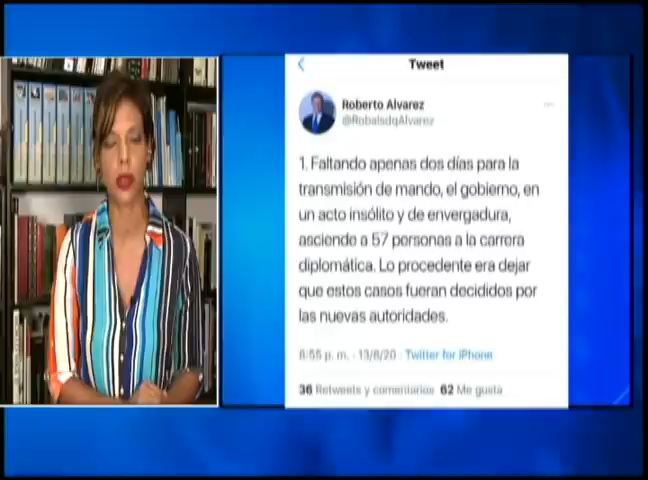 Tweet
Roberto Alvarez
@RobalsdqAlvarez
1. Faltando apenas dos días para la
transmisión de mando, el gobierno, en
un acto insólito y de envergadura,
asciende a 57 personas a la carrera
diplomática. Lo procedente era dejar
que estos casos fueran decididos por
las nuevas autoridades.
8:55 p. m. · 13/8/20 · Twitter for iPhone
36 Retweets y comentarios 62 Me gusta